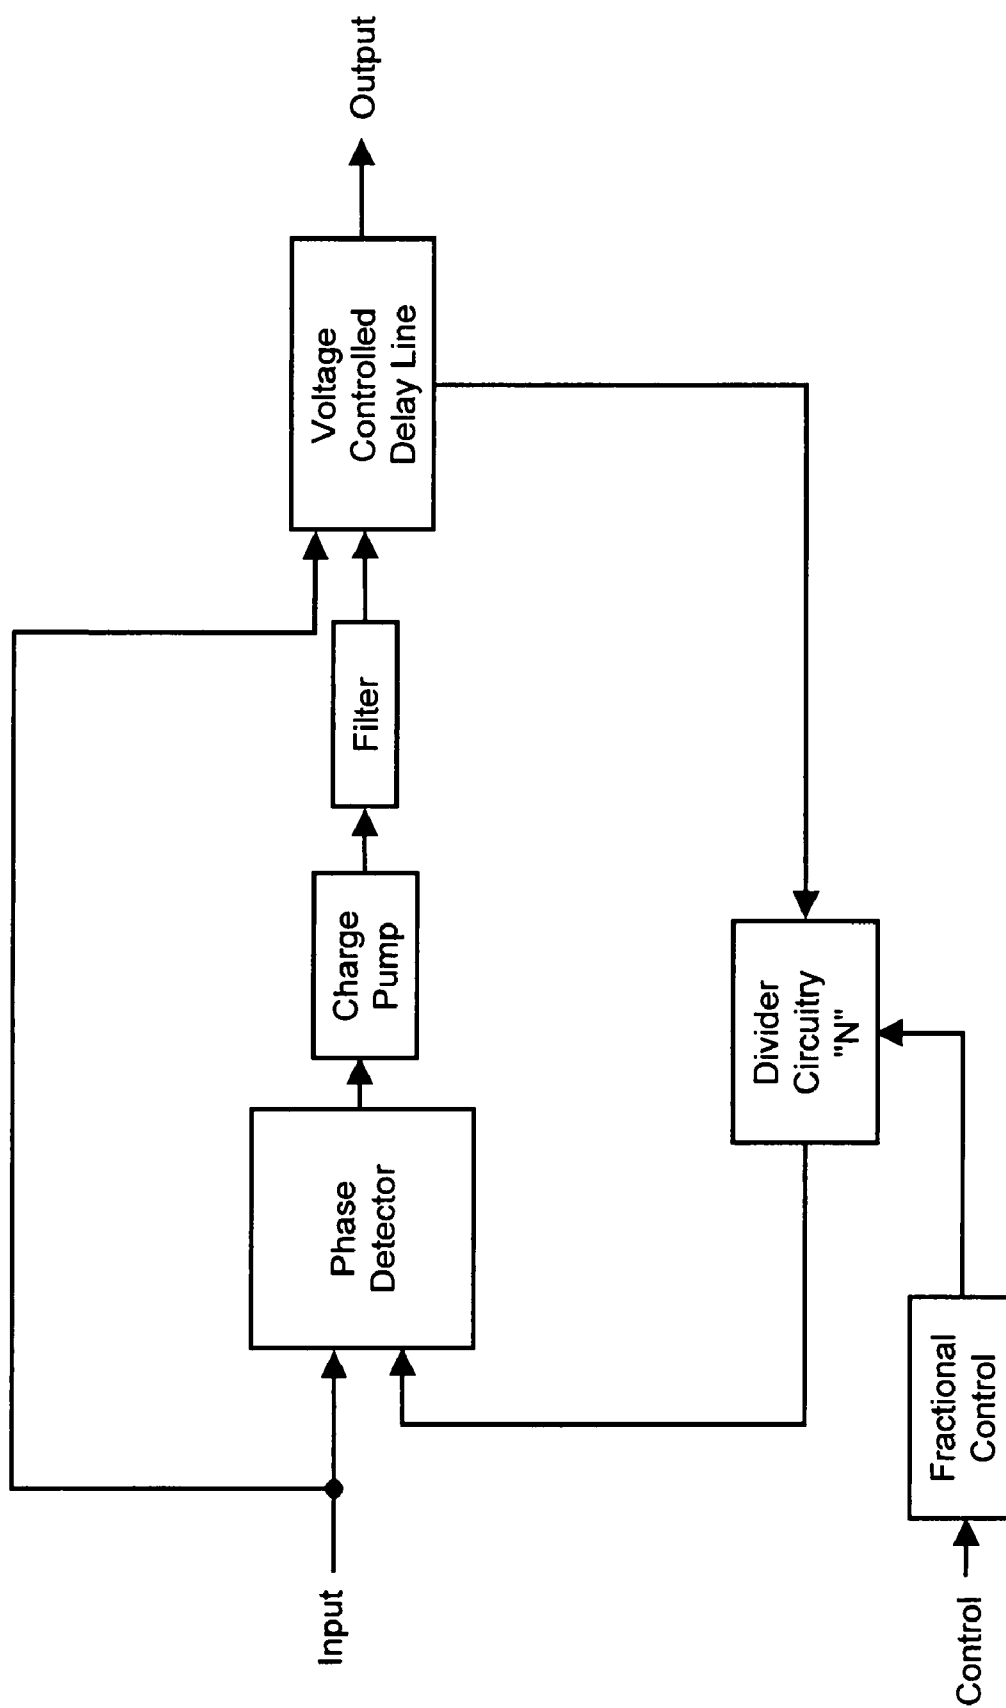 Input
Phase
Detector
Charge
Pump
Filter
Voltage
Controlled
Delay Line
Output
Divider
Circuitry
"N"
Control
Fractional
Control